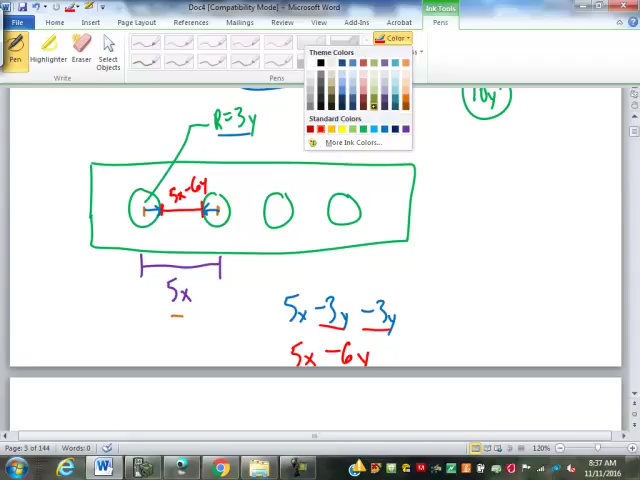 Doc4 [Compatibility Mode] - Microsoft Word
Ink Tools
File Home Insert Page Layout References Mailings Review View Add-Ins Acrobat Pens
Pen Highlighter Eraser Select Objects
Color
Write
Pens
Theme Colors
Standard Colors
More Ink Colors...
10y
R=3y
5x-6y
5x
5x -3y -3y
5x -6y
Page: 3 of 144 Words: 0 120%
8:37 AM
11/11/2016